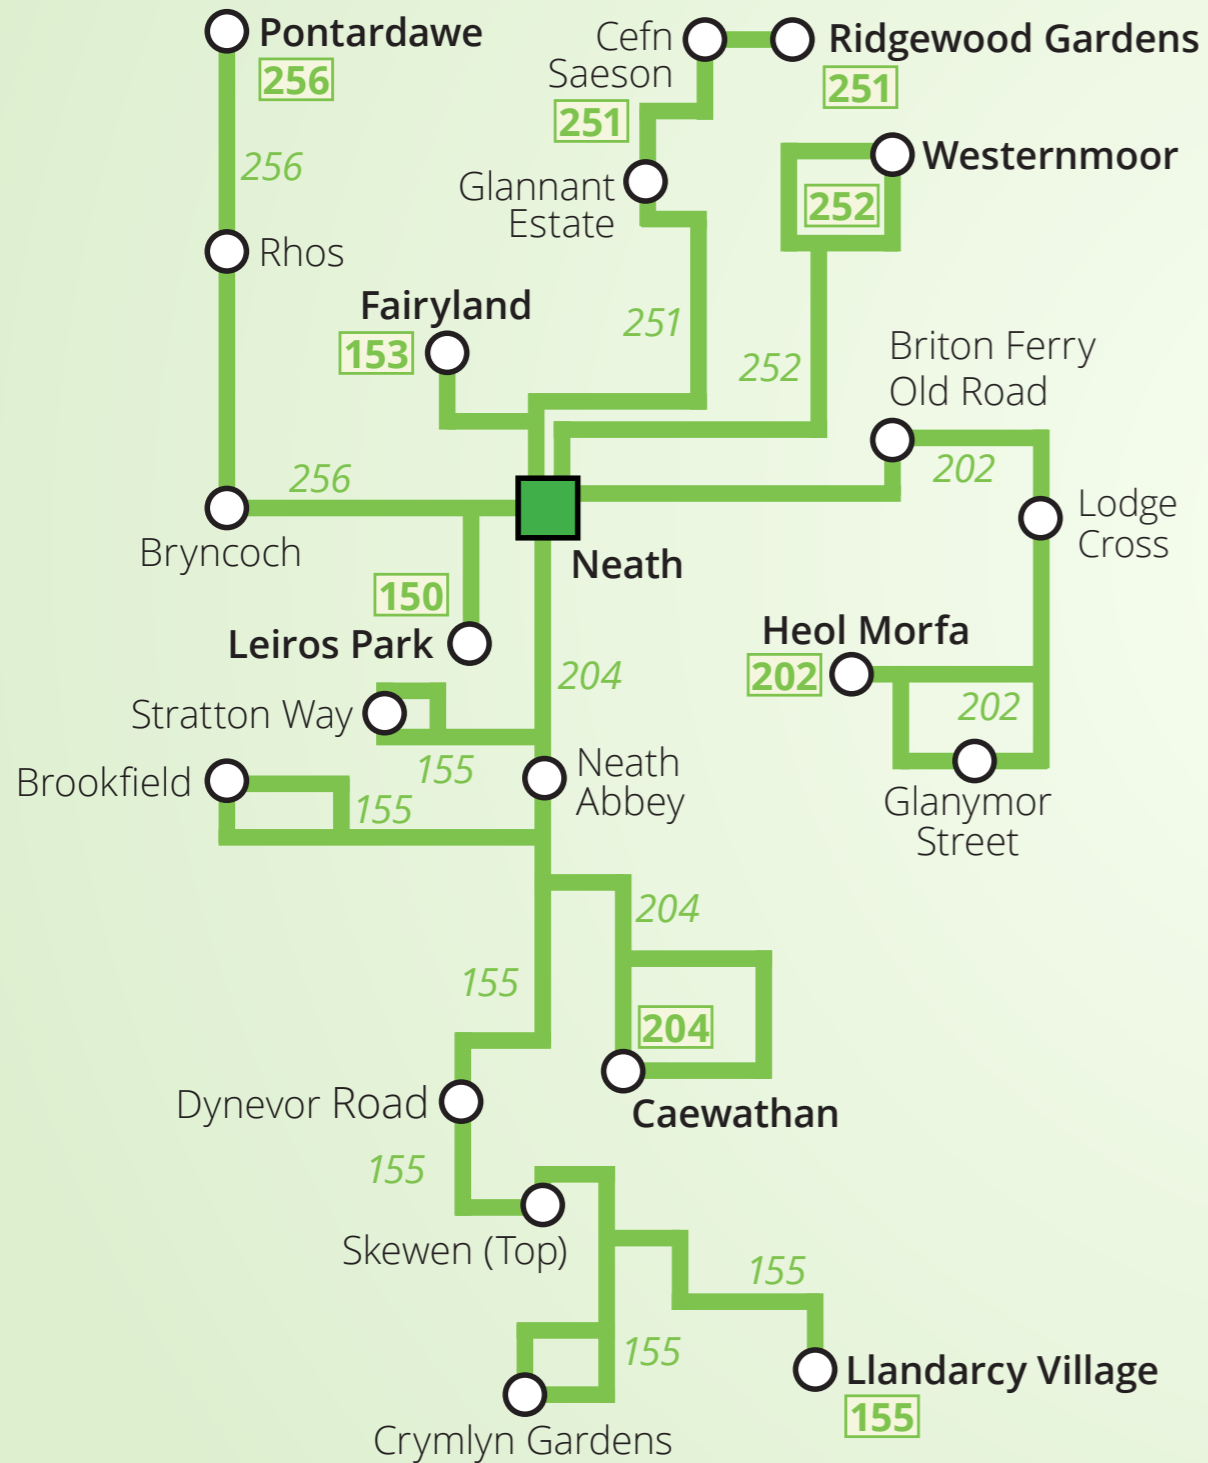 Pontardawe
256
Cefn
Saeson
251
Ridgewood Gardens
251
256
Glannant
Estate
Westernmoor
252
Rhos
Fairyland
153
251
252
Briton Ferry
Old Road
202
256
Bryncoch
Neath
Lodge
Cross
150
Leiros Park
204
Heol Morfa
202
202
Stratton Way
155
Neath
Abbey
Brookfield
155
Glanymor
Street
204
155
204
Caewathan
Dynevor Road
155
Skewen (Top)
155
155
Llandarcy Village
155
Crymlyn Gardens